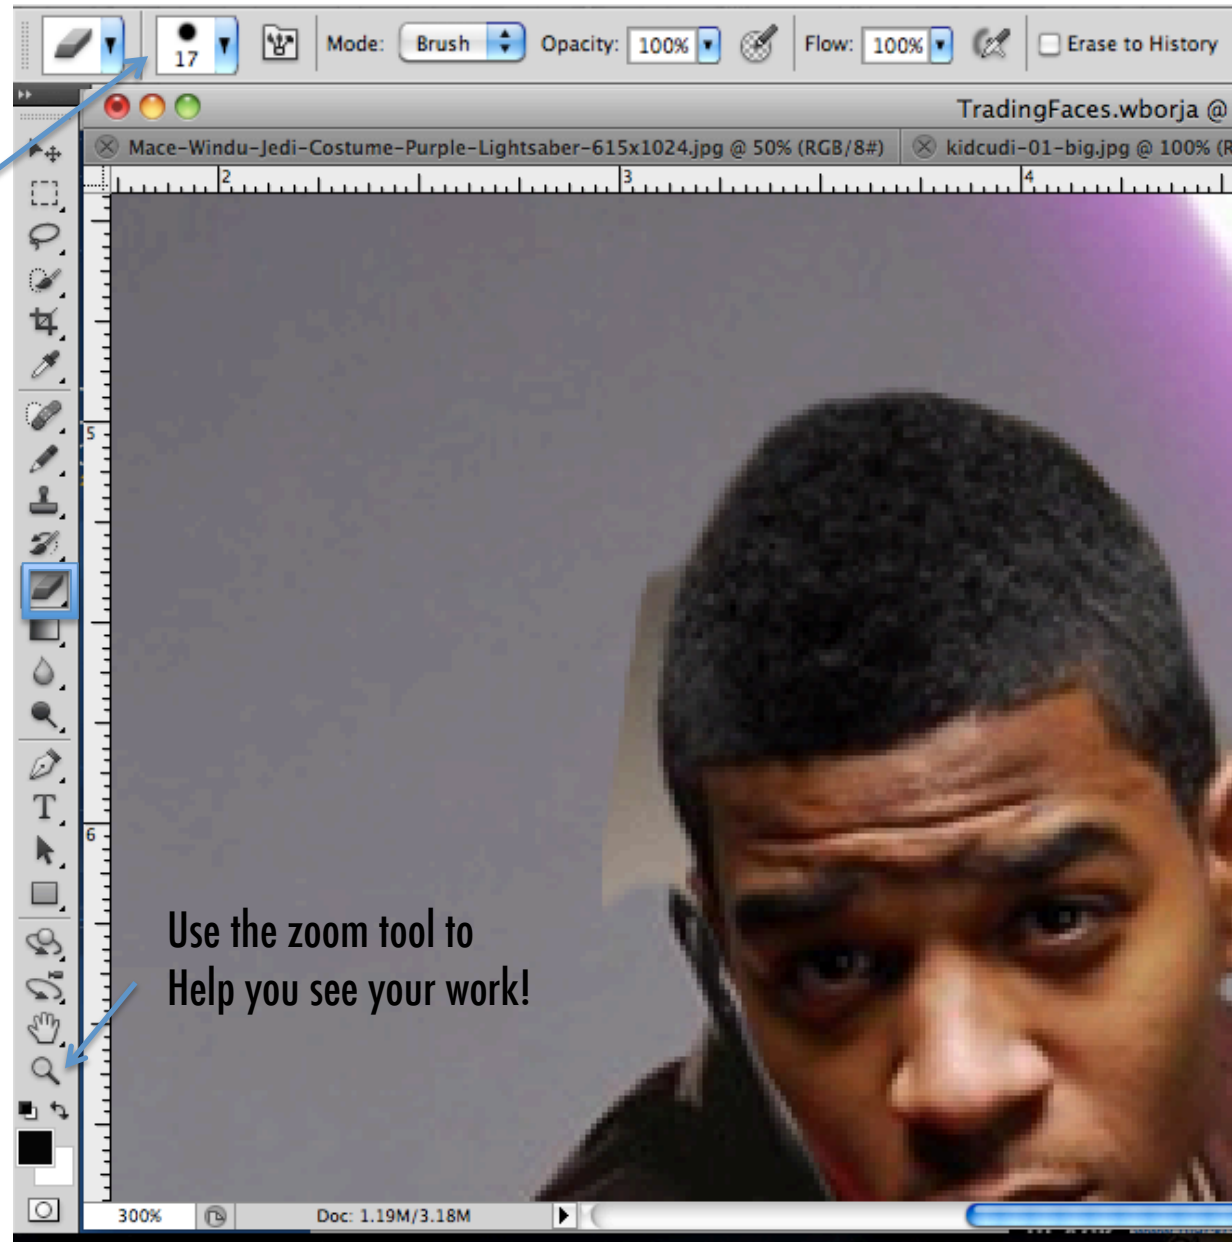 17 Mode: Brush Opacity: 100% Flow: 100% Erase to History
TradingFaces.wborja @
Mace-Windu-Jedi-Costume-Purple-Lightsaber-615x1024.jpg @ 50% (RGB/8#) kidcudi-01-big.jpg @ 100% (R
2 3 4
5
T
6
Use the zoom tool to
Help you see your work!
300% Doc: 1.19M/3.18M